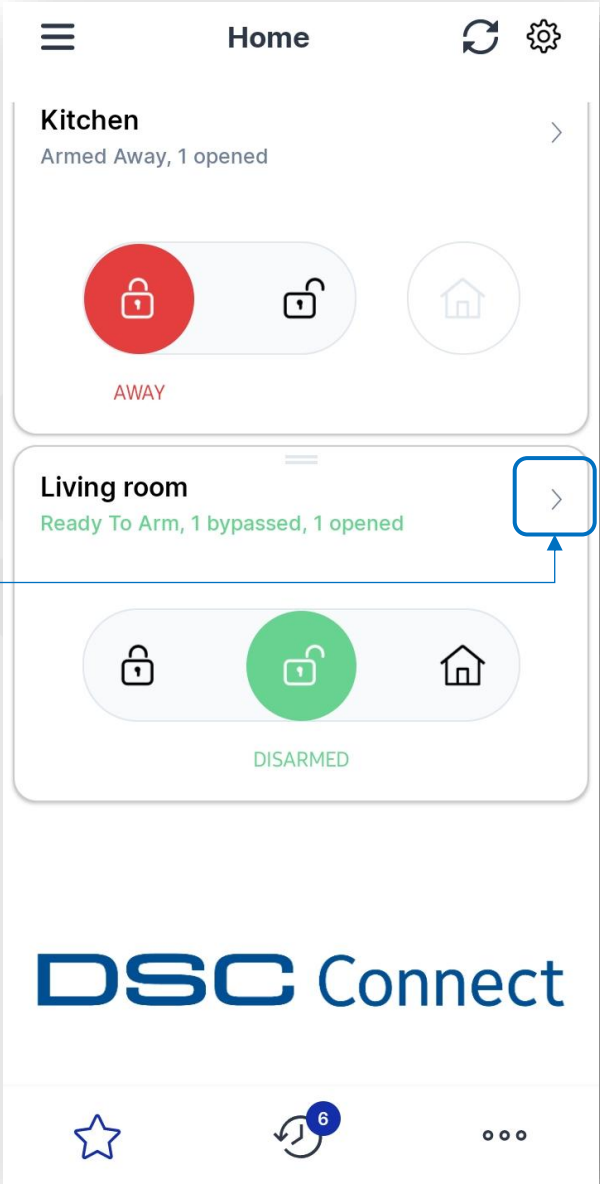 Home
Kitchen
Armed Away, 1 opened
AWAY
Living room
Ready To Arm, 1 bypassed, 1 opened
DISARMED
DSC Connect
6